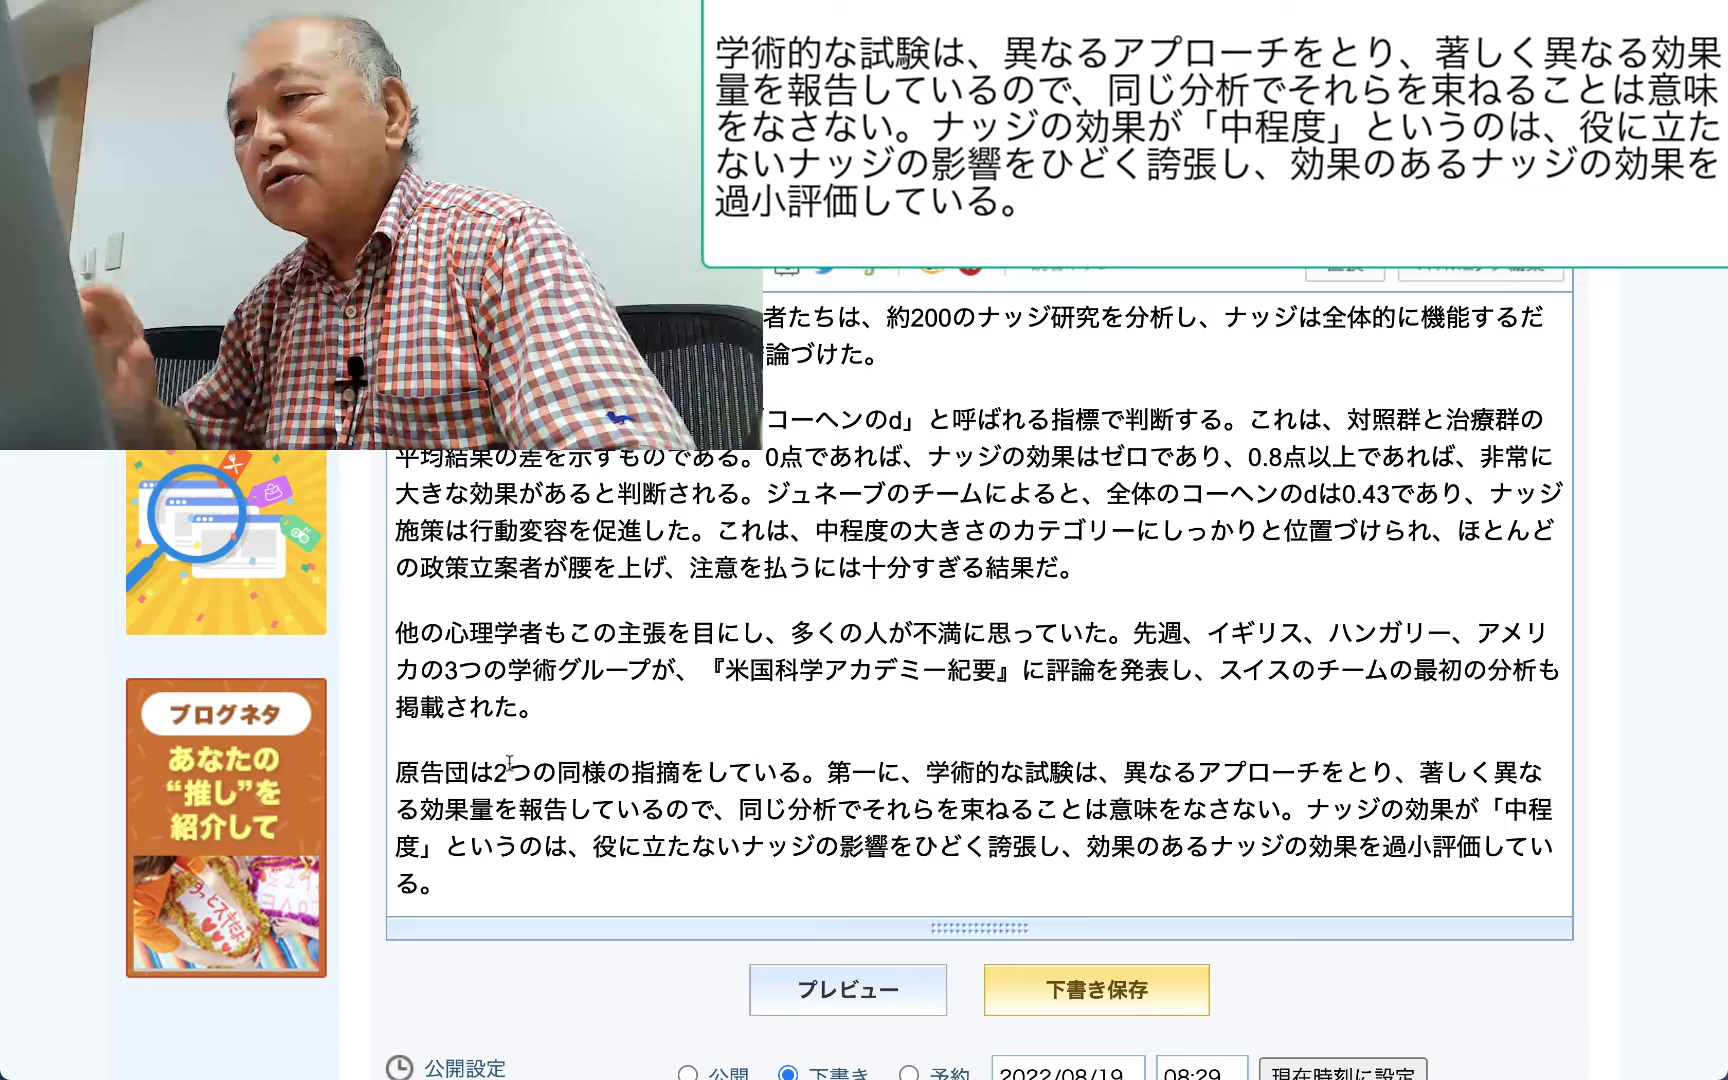 学術的な試験は、異なるアプローチをとり、著しく異なる効果
量を報告しているので、同じ分析でそれらを束ねることは意味
をなさない。ナッジの効果が「中程度」というのは、役に立た
ないナッジの影響をひどく誇張し、効果のあるナッジの効果を
過小評価している。
者たちは、約200のナッジ研究を分析し、ナッジは全体的に機能するだ
論づけた。
コーヘンのd」と呼ばれる指標で判断する。これは、対照群と治療群の
平均結果の差を示すものである。0点であれば、ナッジの効果はゼロであり、0.8点以上であれば、非常に
大きな効果があると判断される。ジュネーブのチームによると、全体のコーヘンのdは0.43であり、ナッジ
施策は行動変容を促進した。これは、中程度の大きさのカテゴリーにしっかりと位置づけられ、ほとんど
の政策立案者が腰を上げ、注意を払うには十分すぎる結果だ。
他の心理学者もこの主張を目にし、多くの人が不満に思っていた。先週、イギリス、ハンガリー、アメリ
カの3つの学術グループが、『米国科学アカデミー紀要』に評論を発表し、スイスのチームの最初の分析も
掲載された。
原告団は2つの同様の指摘をしている。第一に、学術的な試験は、異なるアプローチをとり、著しく異な
る効果量を報告しているので、同じ分析でそれらを束ねることは意味をなさない。ナッジの効果が「中程
度」というのは、役に立たないナッジの影響をひどく誇張し、効果のあるナッジの効果を過小評価してい
る。
ブログネタ
あなたの
“推し”を
紹介して
プレビュー
下書き保存
公開設定
公開
下書き
予約
2022/08/19
08:29
現在時刻に設定